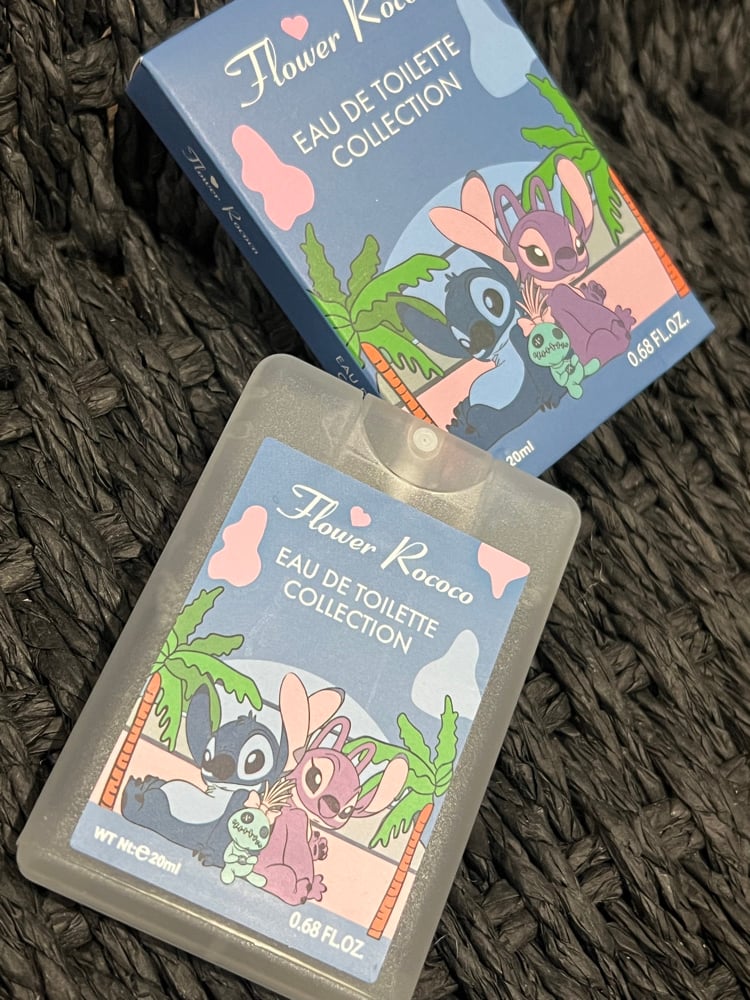 Flower
EAU DE TOILETTE
COLLECTION
Flower Rococo
EAU
0.68 FL.OZ.
20ml
Flower Rococo
EAU DE TOILETTE
COLLECTION
WT Nt:℮20ml
0.68 FL.OZ.